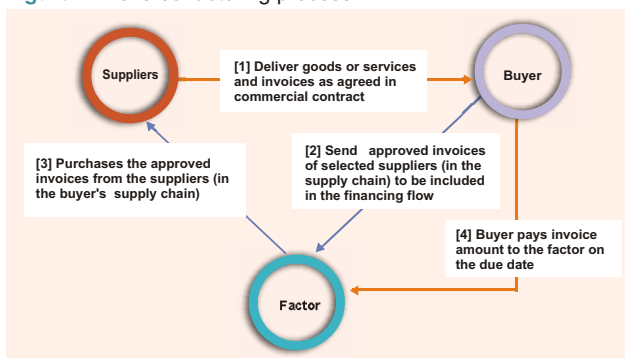 Suppliers
[1] Deliver goods or services
and invoices as agreed in
commercial contract
Buyer
[3] Purchases the approved
invoices from the suppliers (in
the buyer's supply chain)
[2] Send approved invoices
of selected suppliers (in the
supply chain) to be included
in the financing flow
[4] Buyer pays invoice
amount to the factor on
the due date
Factor